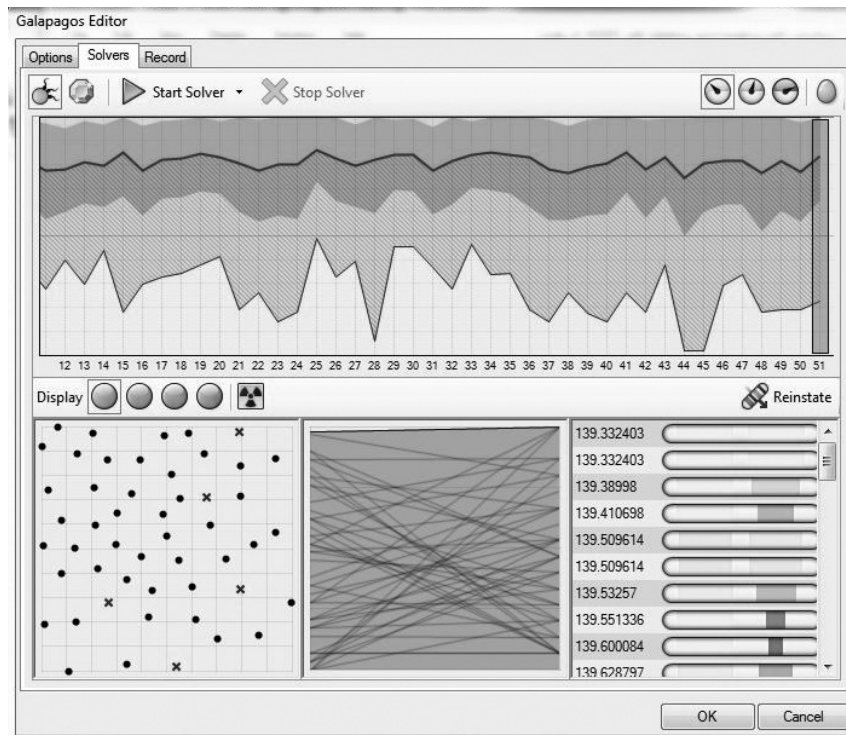 Galapagos Editor
Options Solvers Record
Start Solver Stop Solver
12 13 14 15 16 17 18 19 20 21 22 23 24 25 26 27 28 29 30 31 32 33 34 35 36 37 38 39 40 41 42 43 44 45 46 47 48 49 50 51
Display Reinstate
139.332403
139.332403
139.38998
139.410698
139.509614
139.509614
139.53257
139.551336
139.600084
139.628797
OK Cancel